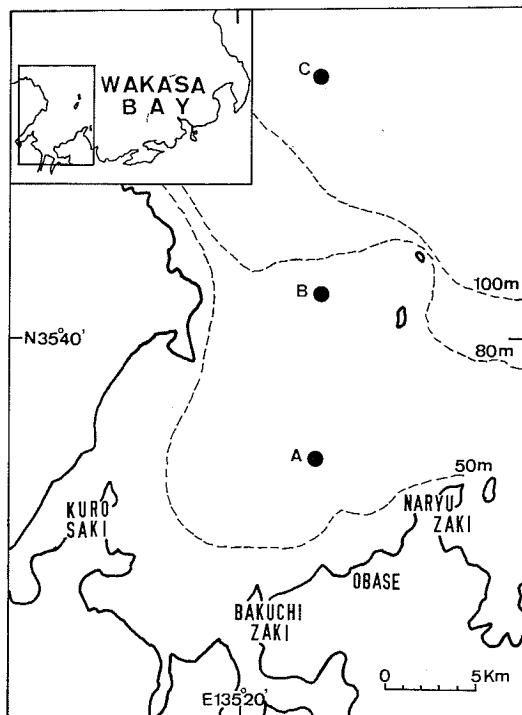 WAKASA
BAY
C
100m
B
N35°40'
80m
A
50m
KURO
SAKI
NARYU
ZAKI
OBASE
BAKUCHI
ZAKI
0 5Km
E135°20'